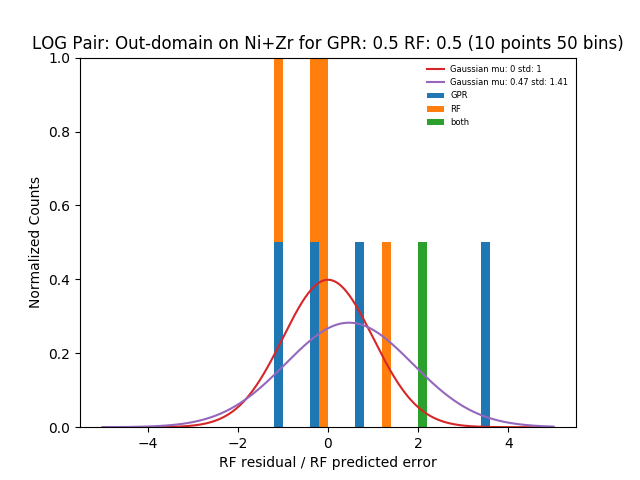 LOG Pair: Out-domain on Ni+Zr for GPR: 0.5 RF: 0.5 (10 points 50 bins)
1.0
0.8
0.6
0.4
0.2
0.0
Normalized Counts
Gaussian mu: 0 std: 1
Gaussian mu: 0.47 std: 1.41
GPR
RF
both
−4
−2
0
2
4
RF residual / RF predicted error